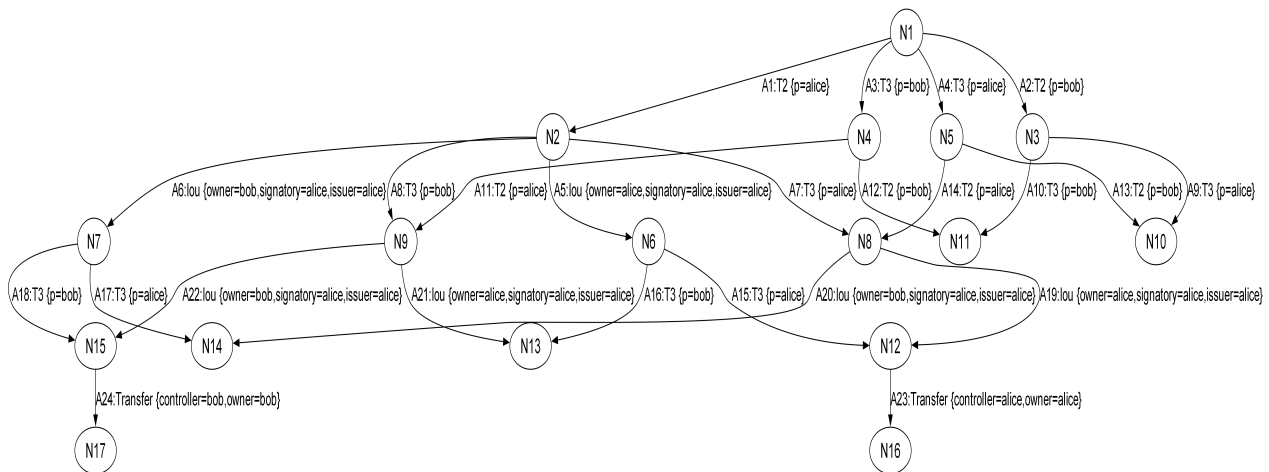 N1
A1:T2 {p=alice}
A3:T3 {p=bob}
A4:T3 {p=alice}
A2:T2 {p=bob}
N2
N4
N5
N3
A6:Iou {owner=bob,signatory=alice,issuer=alice}
A8:T3 {p=bob}
A11:T2 {p=alice}
A5:Iou {owner=alice,signatory=alice,issuer=alice}
A7:T3 {p=alice}
A12:T2 {p=bob}
A14:T2 {p=alice}
A10:T3 {p=bob}
A13:T2 {p=bob}
A9:T3 {p=alice}
N7
N9
N6
N8
N11
N10
A18:T3 {p=bob}
A17:T3 {p=alice}
A22:Iou {owner=bob,signatory=alice,issuer=alice}
A21:Iou {owner=alice,signatory=alice,issuer=alice}
A16:T3 {p=bob}
A15:T3 {p=alice}
A20:Iou {owner=bob,signatory=alice,issuer=alice}
A19:Iou {owner=alice,signatory=alice,issuer=alice}
N15
N14
N13
N12
A24:Transfer {controller=bob,owner=bob}
A23:Transfer {controller=alice,owner=alice}
N17
N16